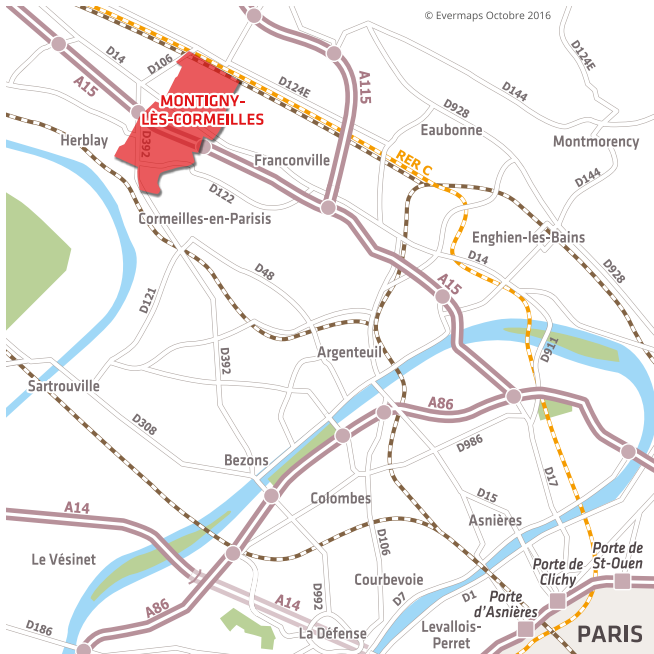 © Evermaps Octobre 2016
D14
D106
A15
D124E
A115
D124E
D144
D928
Eaubonne
Montmorency
MONTIGNY-
LÈS-CORMEILLES
D392
Herblay
Franconville
RER C
D144
D122
Cormeilles-en-Parisis
Enghien-les-Bains
D14
D928
D48
A15
D121
D392
Argenteuil
D911
Sartrouville
A86
D308
D986
Bezons
D17
Colombes
D15
A14
Asnières
D106
Le Vésinet
Porte de
St-Ouen
Porte de
Clichy
Courbevoie
D992
D7
D1
Porte
d'Asnières
A86
A14
D186
La Défense
Levallois-
Perret
PARIS